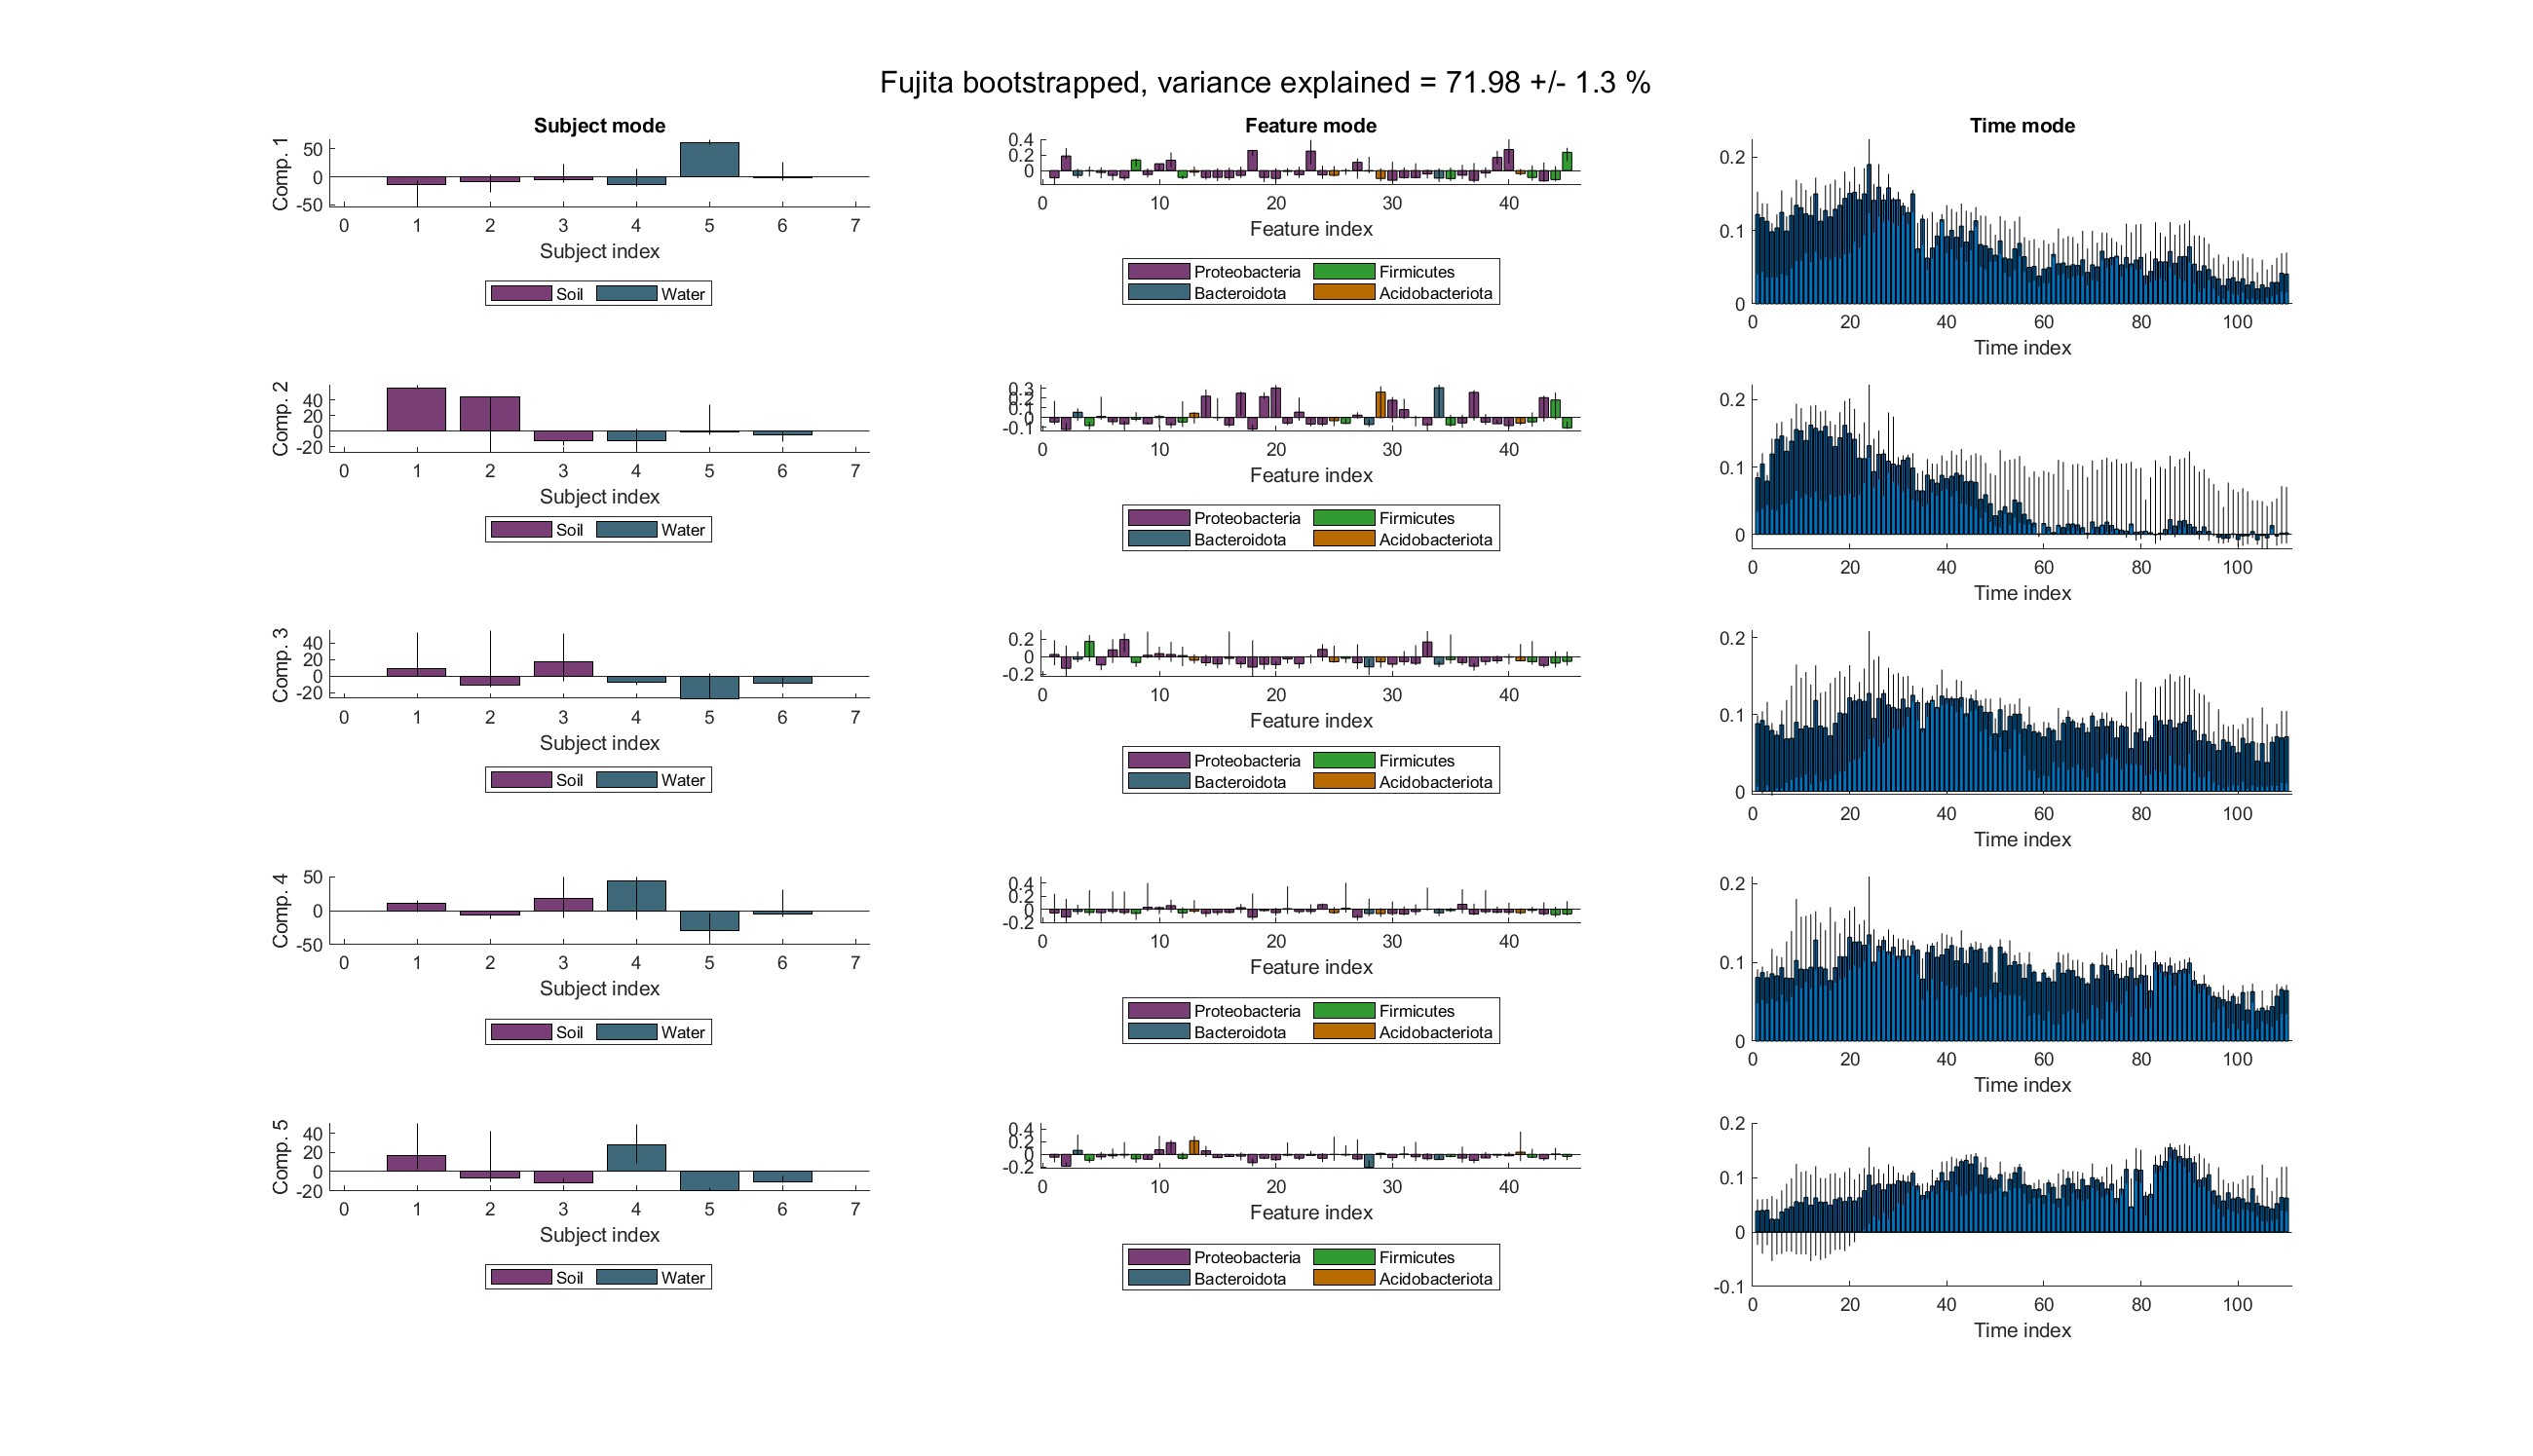 Fujita bootstrapped, variance explained = 71.98 +/- 1.3 %
Subject mode
Feature mode
Time mode
Comp. 1
50
0
-50
0 1 2 3 4 5 6 7
Subject index
Soil Water
0.4
0.2
0
0 10 20 30 40
Feature index
Proteobacteria Firmicutes
Bacteroidota Acidobacteriota
0.2
0.1
0
0 20 40 60 80 100
Time index
Comp. 2
40
20
0
-20
0 1 2 3 4 5 6 7
Subject index
Soil Water
0.3
0.2
0.1
0
-0.1
0 10 20 30 40
Feature index
Proteobacteria Firmicutes
Bacteroidota Acidobacteriota
0.2
0.1
0
0 20 40 60 80 100
Time index
Comp. 3
40
20
0
-20
0 1 2 3 4 5 6 7
Subject index
Soil Water
0.2
0
-0.2
0 10 20 30 40
Feature index
Proteobacteria Firmicutes
Bacteroidota Acidobacteriota
0.2
0.1
0
0 20 40 60 80 100
Time index
Comp. 4
50
0
-50
0 1 2 3 4 5 6 7
Subject index
Soil Water
0.4
0.2
0
-0.2
0 10 20 30 40
Feature index
Proteobacteria Firmicutes
Bacteroidota Acidobacteriota
0.2
0.1
0
0 20 40 60 80 100
Time index
Comp. 5
40
20
0
-20
0 1 2 3 4 5 6 7
Subject index
Soil Water
0.4
0.2
0
-0.2
0 10 20 30 40
Feature index
Proteobacteria Firmicutes
Bacteroidota Acidobacteriota
0.2
0.1
0
-0.1
0 20 40 60 80 100
Time index